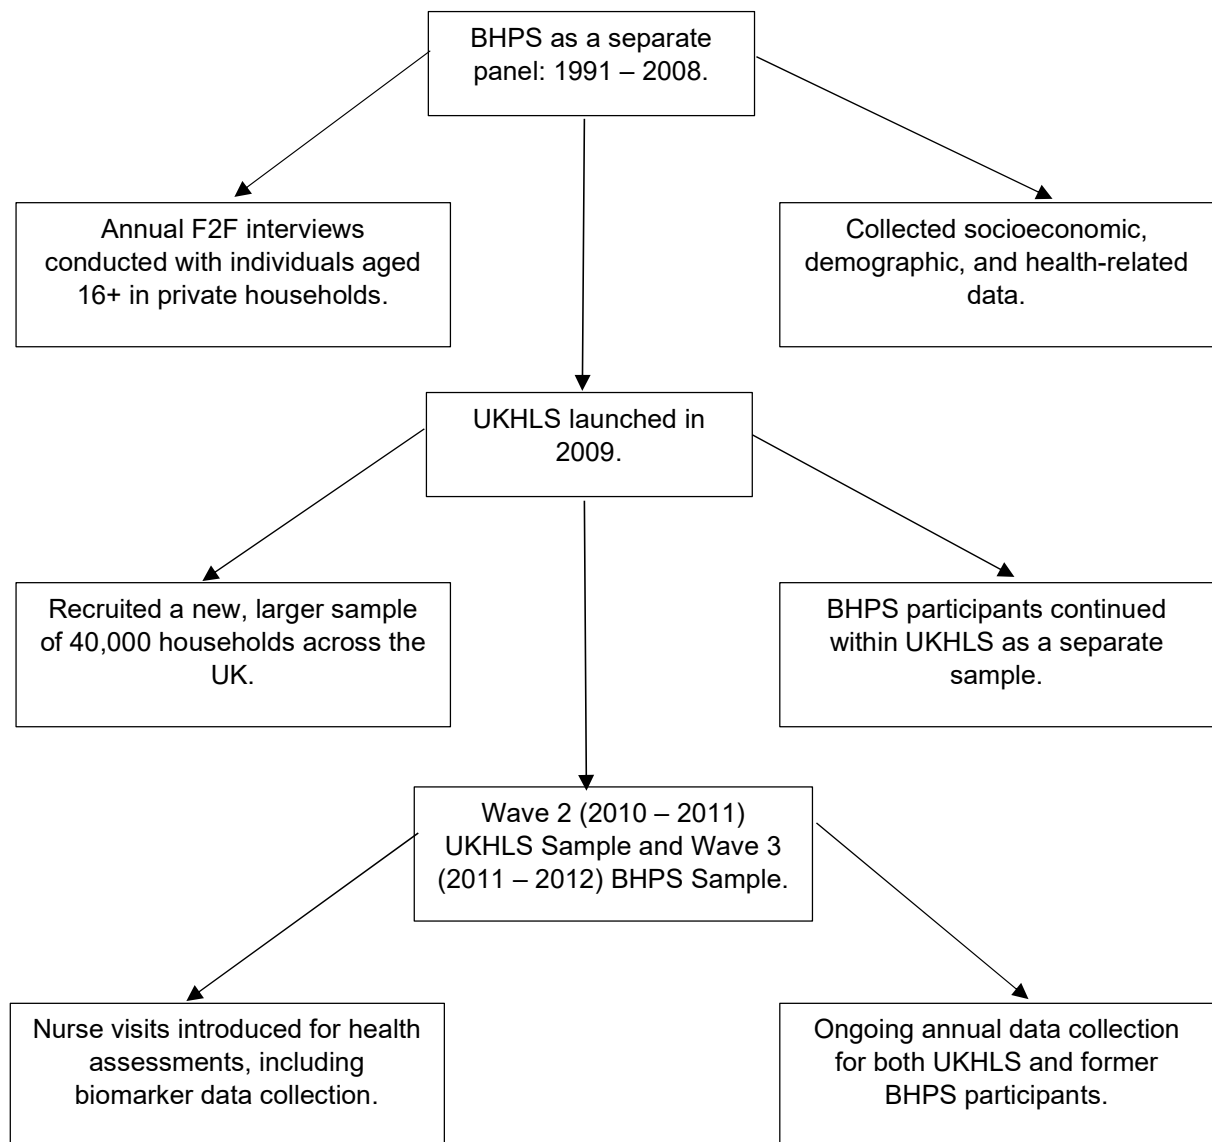 BHPS as a separate
panel: 1991 – 2008.
Annual F2F interviews
conducted with individuals aged
16+ in private households.
Collected socioeconomic,
demographic, and health-related
data.
UKHLS launched in
2009.
Recruited a new, larger sample
of 40,000 households across the
UK.
BHPS participants continued
within UKHLS as a separate
sample.
Wave 2 (2010 – 2011)
UKHLS Sample and Wave 3
(2011 – 2012) BHPS Sample.
Nurse visits introduced for health
assessments, including
biomarker data collection.
Ongoing annual data collection
for both UKHLS and former
BHPS participants.